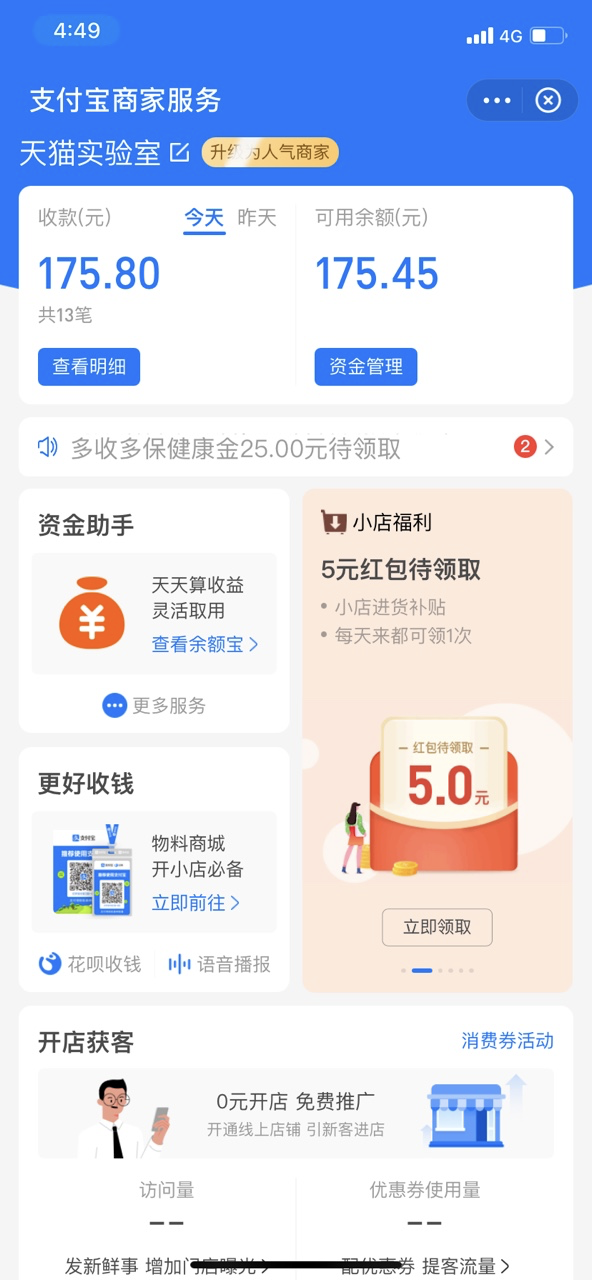 4:49
4G
支付宝商家服务
天猫实验室
升级为人气商家
收款(元)
今天
昨天
175.80
共13笔
查看明细
可用余额(元)
175.45
资金管理
多收多保健康金25.00元待领取
2
资金助手
天天算收益
灵活取用
查看余额宝
更多服务
小店福利
5元红包待领取
• 小店进货补贴
• 每天来都可领1次
红包待领取
5.0元
立即领取
更好收钱
支付宝
物料商城
开小店必备
立即前往
花呗收钱
语音播报
开店获客
消费券活动
0元开店 免费推广
开通线上店铺 引新客进店
访问量
--
优惠券使用量
--
发新鲜事 增加门店曝光
配优惠券 提客流量